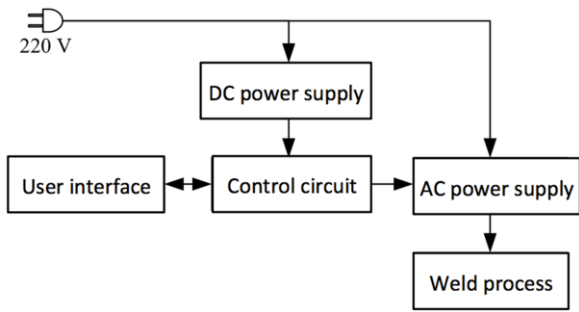 220 V
DC power supply
User interface
Control circuit
AC power supply
Weld process